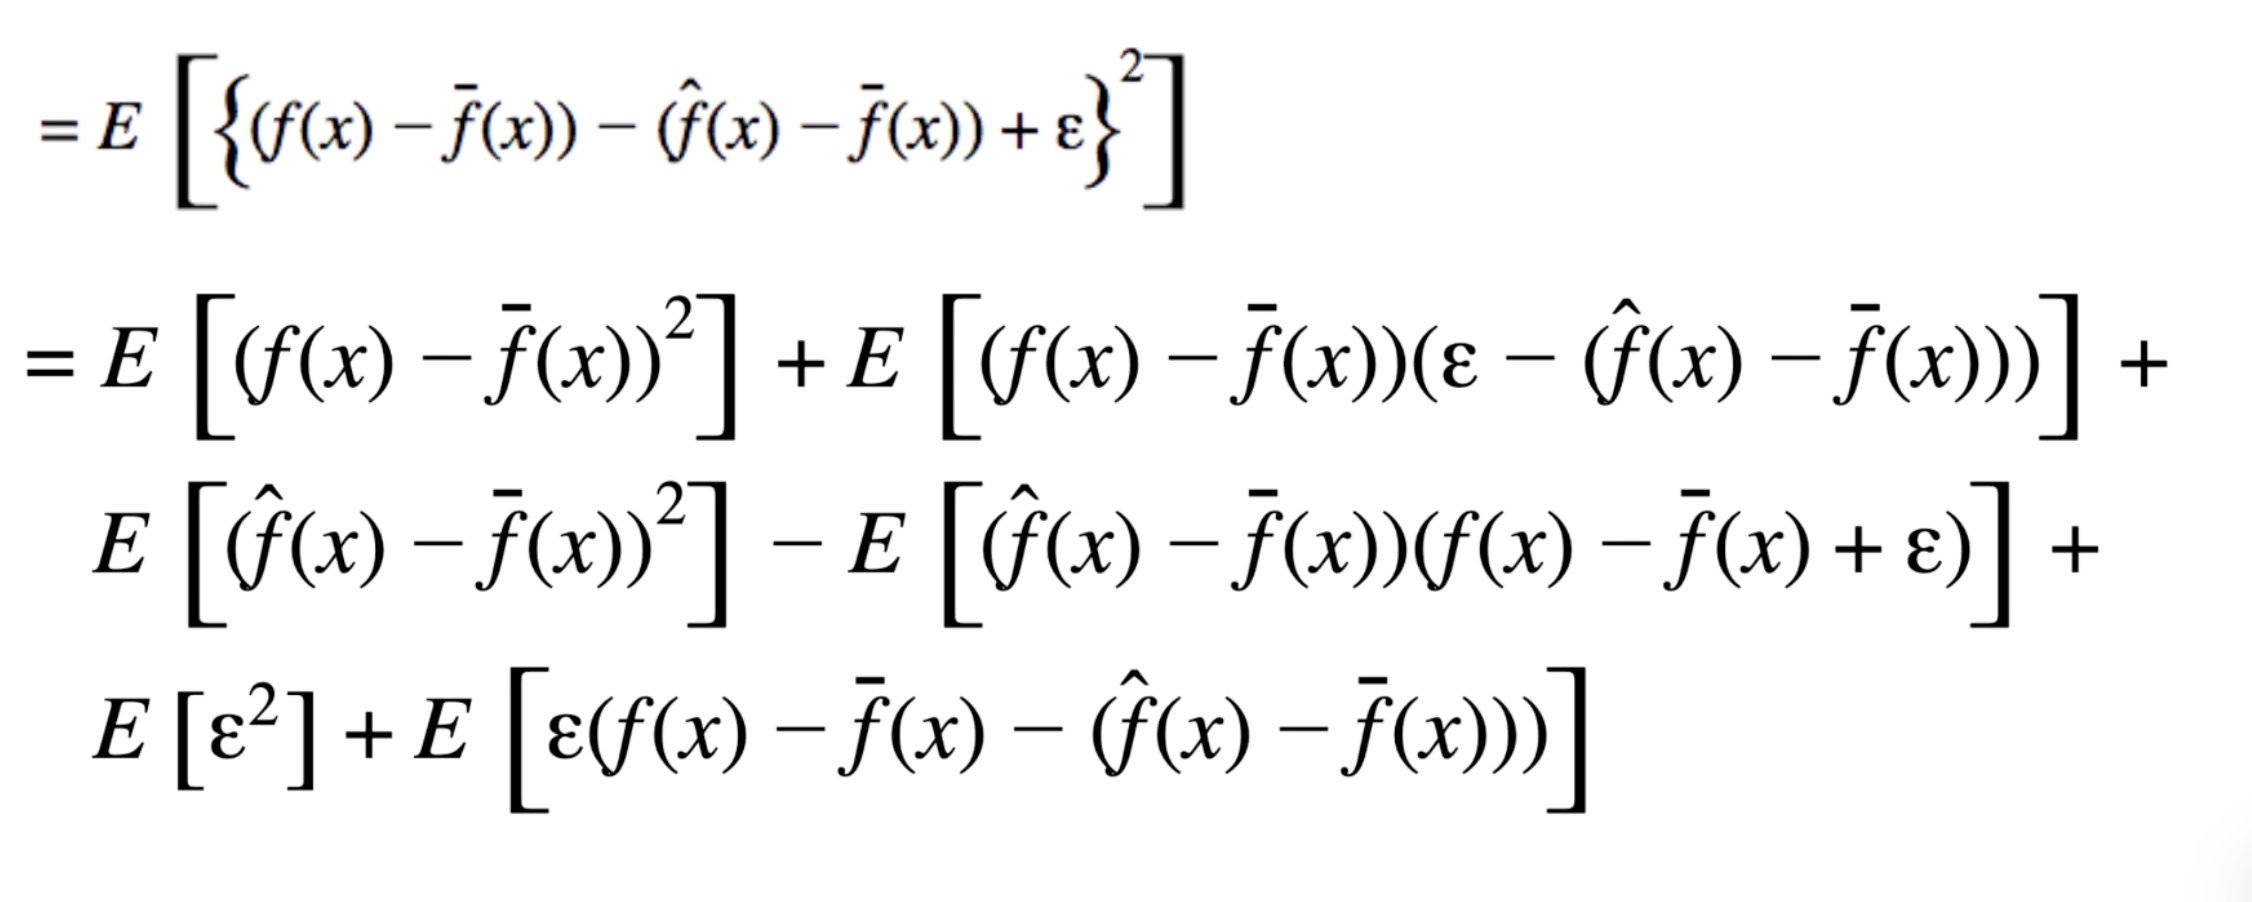 = E [{(f(x) − f̄(x)) − (f̂(x) − f̄(x)) + ε}²]
= E [(f(x) − f̄(x))²] + E [(f(x) − f̄(x))(ε − (f̂(x) − f̄(x)))] +
E [(f̂(x) − f̄(x))²] − E [(f̂(x) − f̄(x))(f(x) − f̄(x) + ε)] +
E [ε²] + E [ε(f(x) − f̄(x) − (f̂(x) − f̄(x)))]